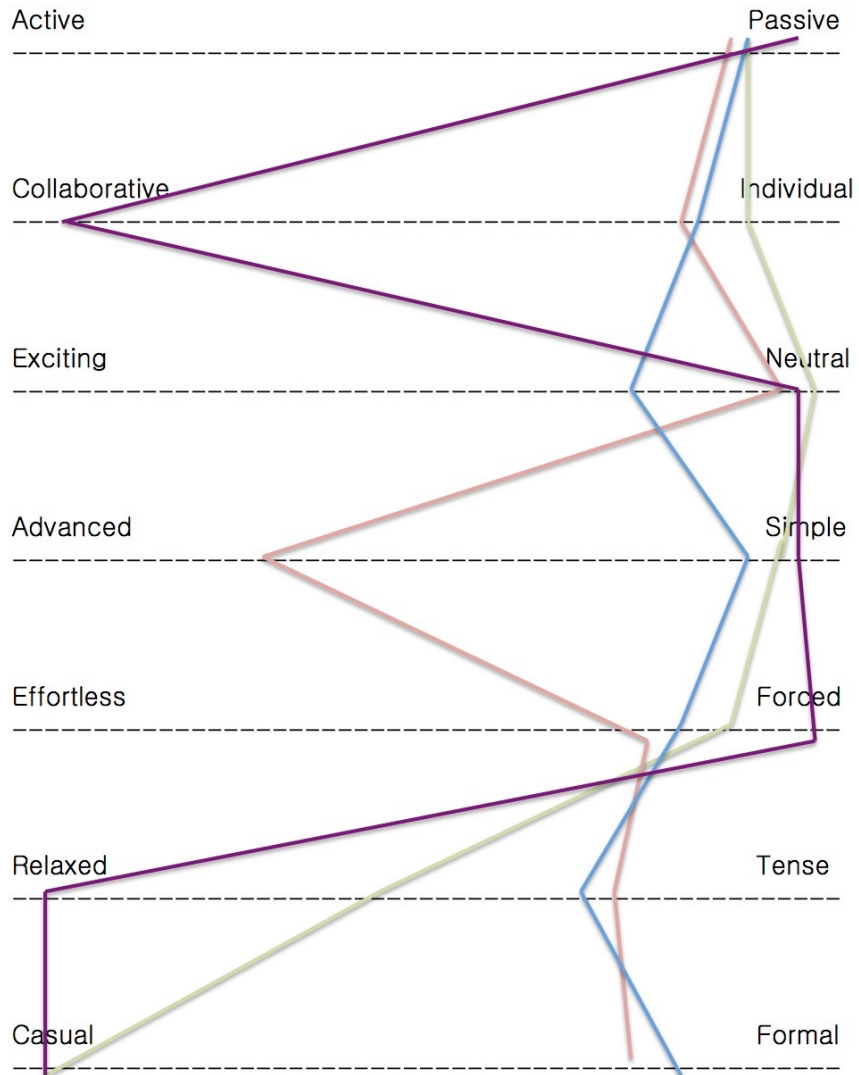 Active Passive
Collaborative Individual
Exciting Neutral
Advanced Simple
Effortless Forced
Relaxed Tense
Casual Formal